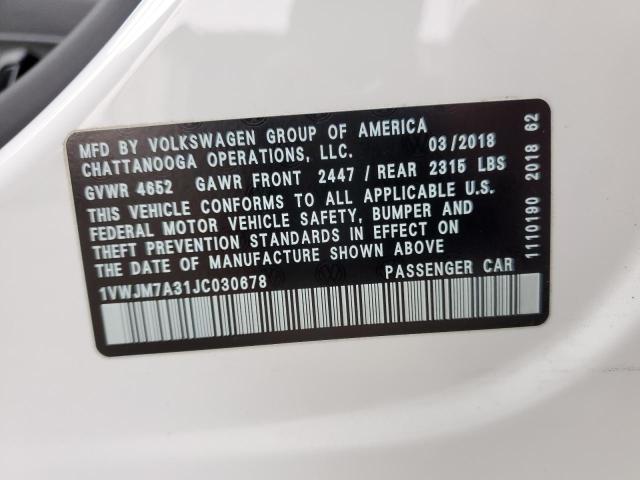 MFD BY VOLKSWAGEN GROUP OF AMERICA
CHATTANOOGA OPERATIONS, LLC. 03/2018
GVWR 4652 GAWR FRONT 2447 / REAR 2315 LBS
THIS VEHICLE CONFORMS TO ALL APPLICABLE U.S.
FEDERAL MOTOR VEHICLE SAFETY, BUMPER AND
THEFT PREVENTION STANDARDS IN EFFECT ON
THE DATE OF MANUFACTURE SHOWN ABOVE
1VWJM7A31JC030678 PASSENGER CAR
1110190 2018 62